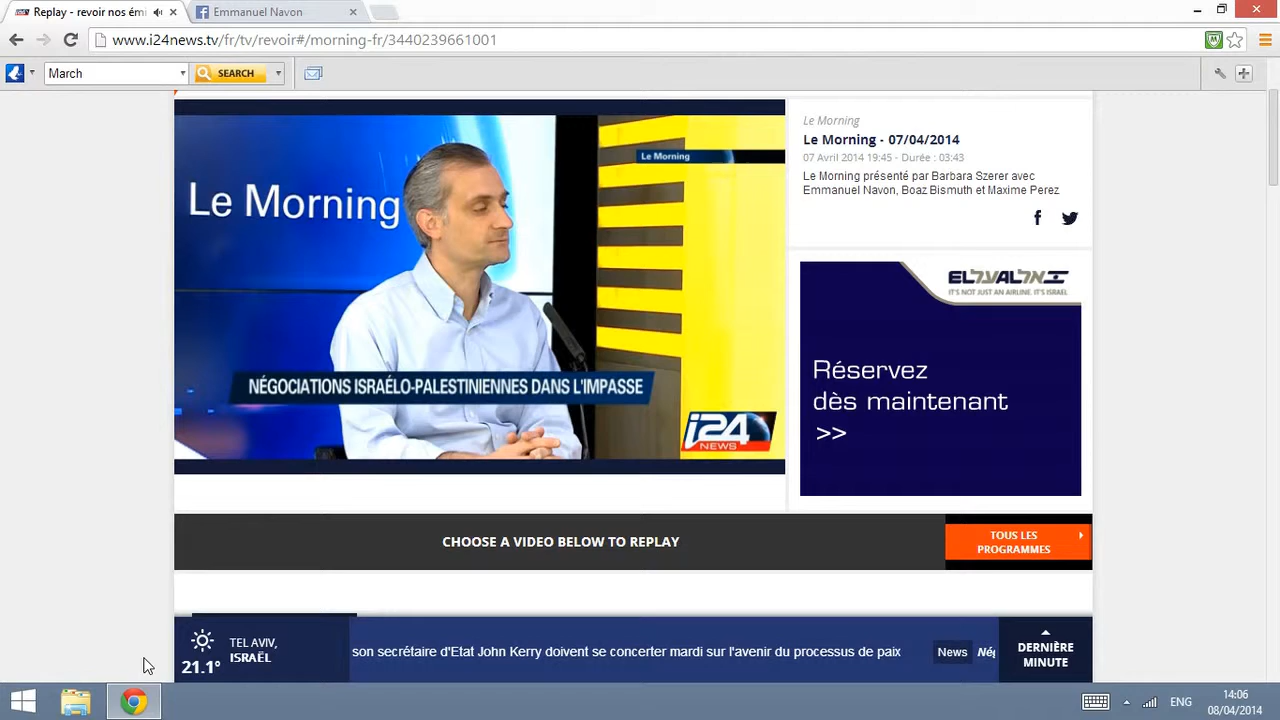 Replay - revoir nos émi
Emmanuel Navon
www.i24news.tv/fr/tv/revoir#/morning-fr/3440239661001
March
SEARCH
Le Morning
Le Morning
NÉGOCIATIONS ISRAÉLO-PALESTINIENNES DANS L'IMPASSE
i24
NEWS
Le Morning
Le Morning - 07/04/2014
07 Avril 2014 19:45 - Durée : 03:43
Le Morning présenté par Barbara Szerer avec
Emmanuel Navon, Boaz Bismuth et Maxime Perez
EL אל על AL
IT'S NOT JUST AN AIRLINE. IT'S ISRAEL.
Réservez
dès maintenant
>>
CHOOSE A VIDEO BELOW TO REPLAY
TOUS LES
PROGRAMMES
TEL AVIV,
ISRAËL
21.1°
son secrétaire d'Etat John Kerry doivent se concerter mardi sur l'avenir du processus de paix
News
Nég
DERNIÈRE
MINUTE
ENG
14:06
08/04/2014